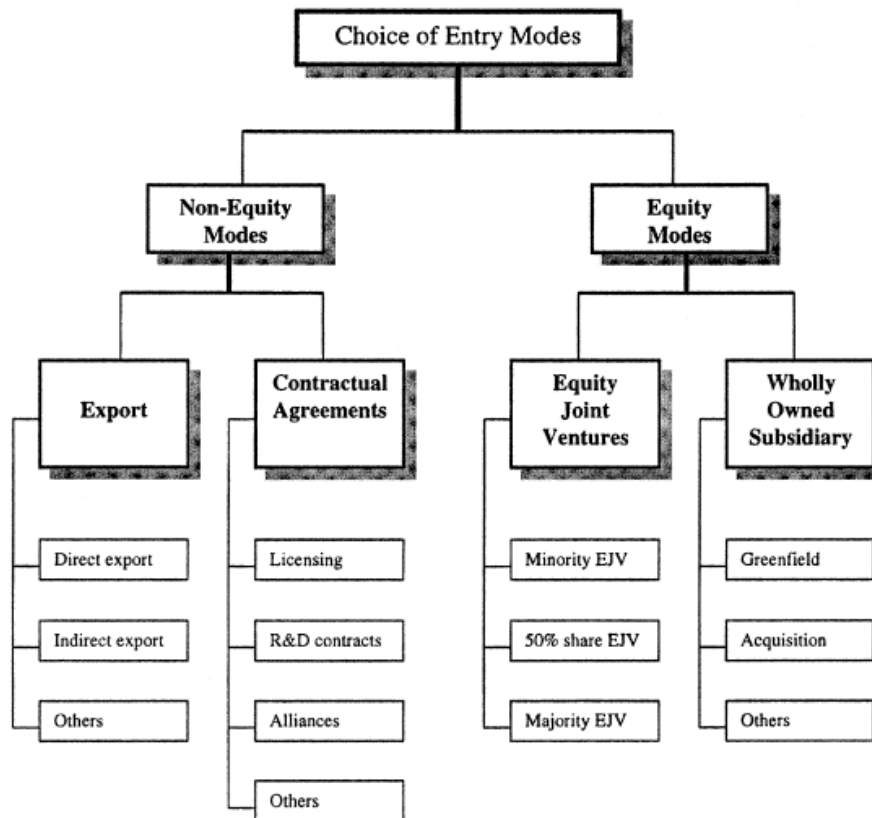 Choice of Entry Modes
Non-Equity
Modes
Equity
Modes
Export
Contractual
Agreements
Equity
Joint
Ventures
Wholly
Owned
Subsidiary
Direct export
Licensing
Minority EJV
Greenfield
Indirect export
R&D contracts
50% share EJV
Acquisition
Others
Alliances
Majority EJV
Others
Others